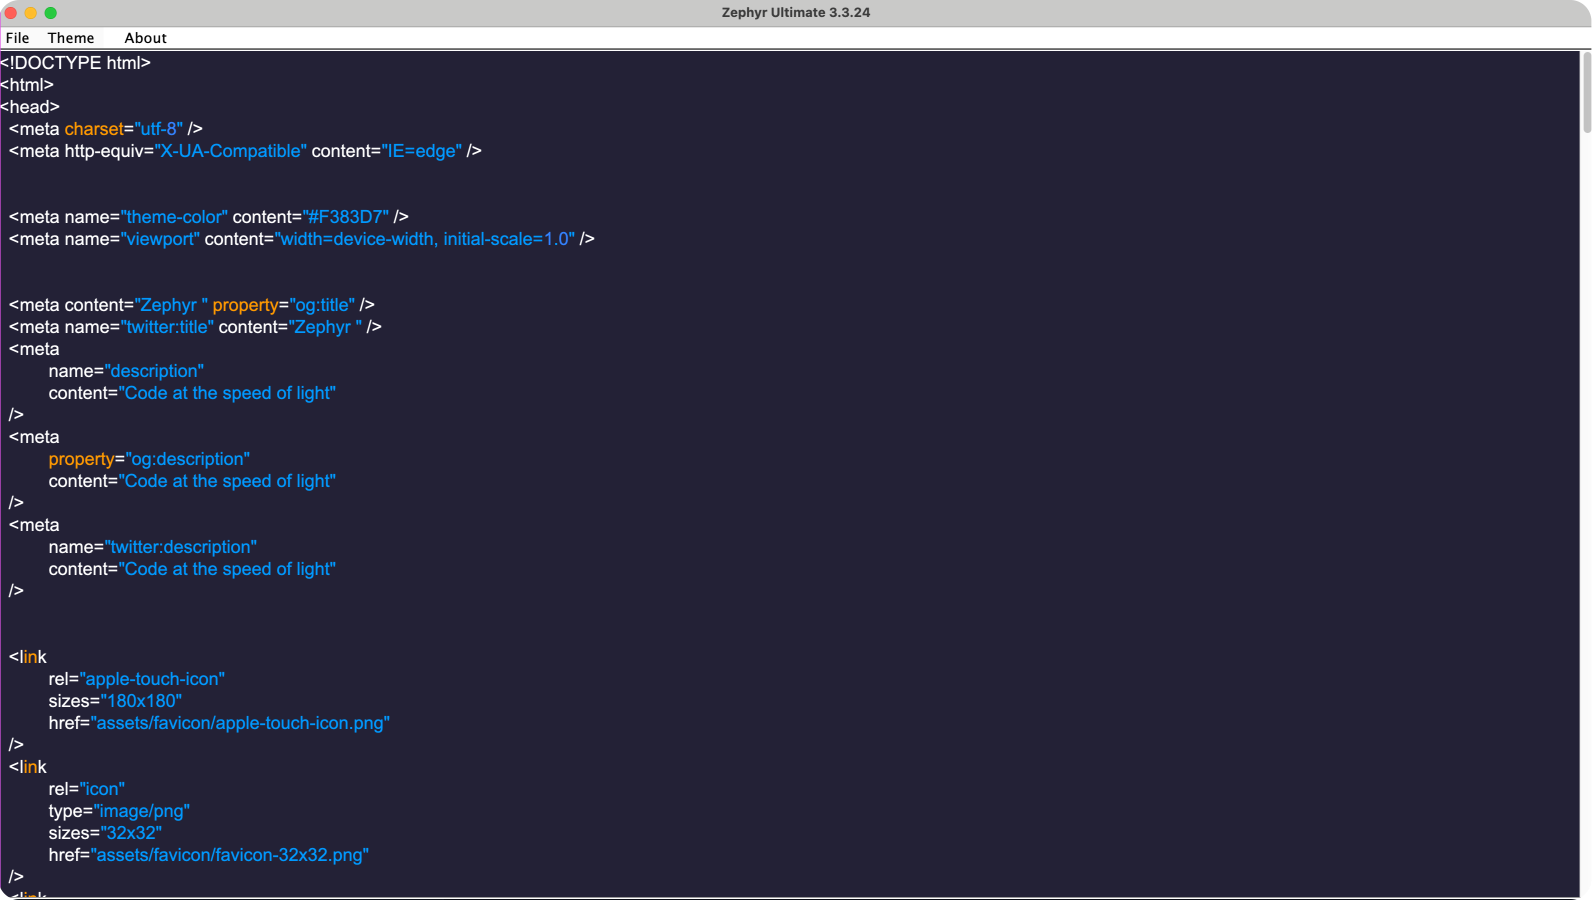 Zephyr Ultimate 3.3.24
File Theme About
<!DOCTYPE html>
<html>
<head>
<meta charset="utf-8" />
<meta http-equiv="X-UA-Compatible" content="IE=edge" />
<meta name="theme-color" content="#F383D7" />
<meta name="viewport" content="width=device-width, initial-scale=1.0" />
<meta content="Zephyr " property="og:title" />
<meta name="twitter:title" content="Zephyr " />
<meta
name="description"
content="Code at the speed of light"
/>
<meta
property="og:description"
content="Code at the speed of light"
/>
<meta
name="twitter:description"
content="Code at the speed of light"
/>
<link
rel="apple-touch-icon"
sizes="180x180"
href="assets/favicon/apple-touch-icon.png"
/>
<link
rel="icon"
type="image/png"
sizes="32x32"
href="assets/favicon/favicon-32x32.png"
/>
<link